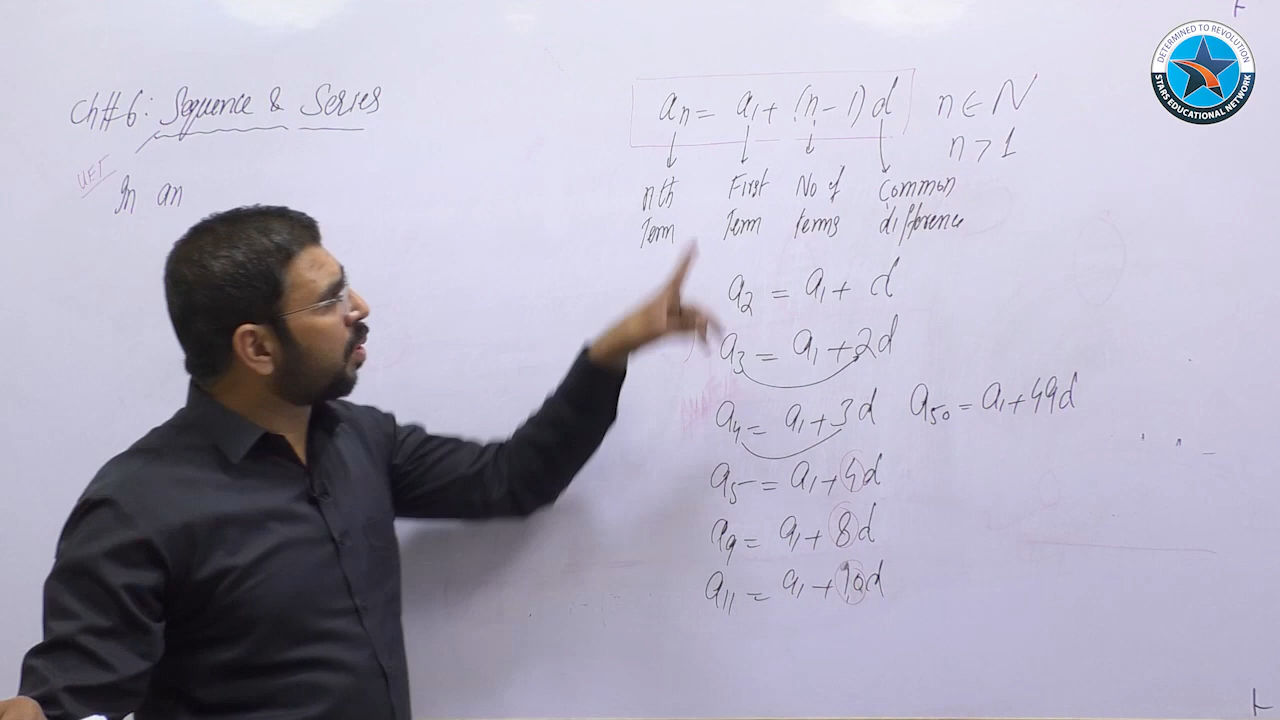 Ch#6: Sequence & Series
UET
In an
aₙ = a₁ + (n - 1) d n ∈ N
n > 1
nth Term
First Term
No of terms
Common difference
a₂ = a₁ + d
a₃ = a₁ + 2d
a₄ = a₁ + 3d
a₅₀ = a₁ + 49d
a₅ = a₁ + 4d
a₉ = a₁ + 8d
a₁₁ = a₁ + 10d
DETERMINED TO REVOLUTION
STARS EDUCATIONAL NETWORK